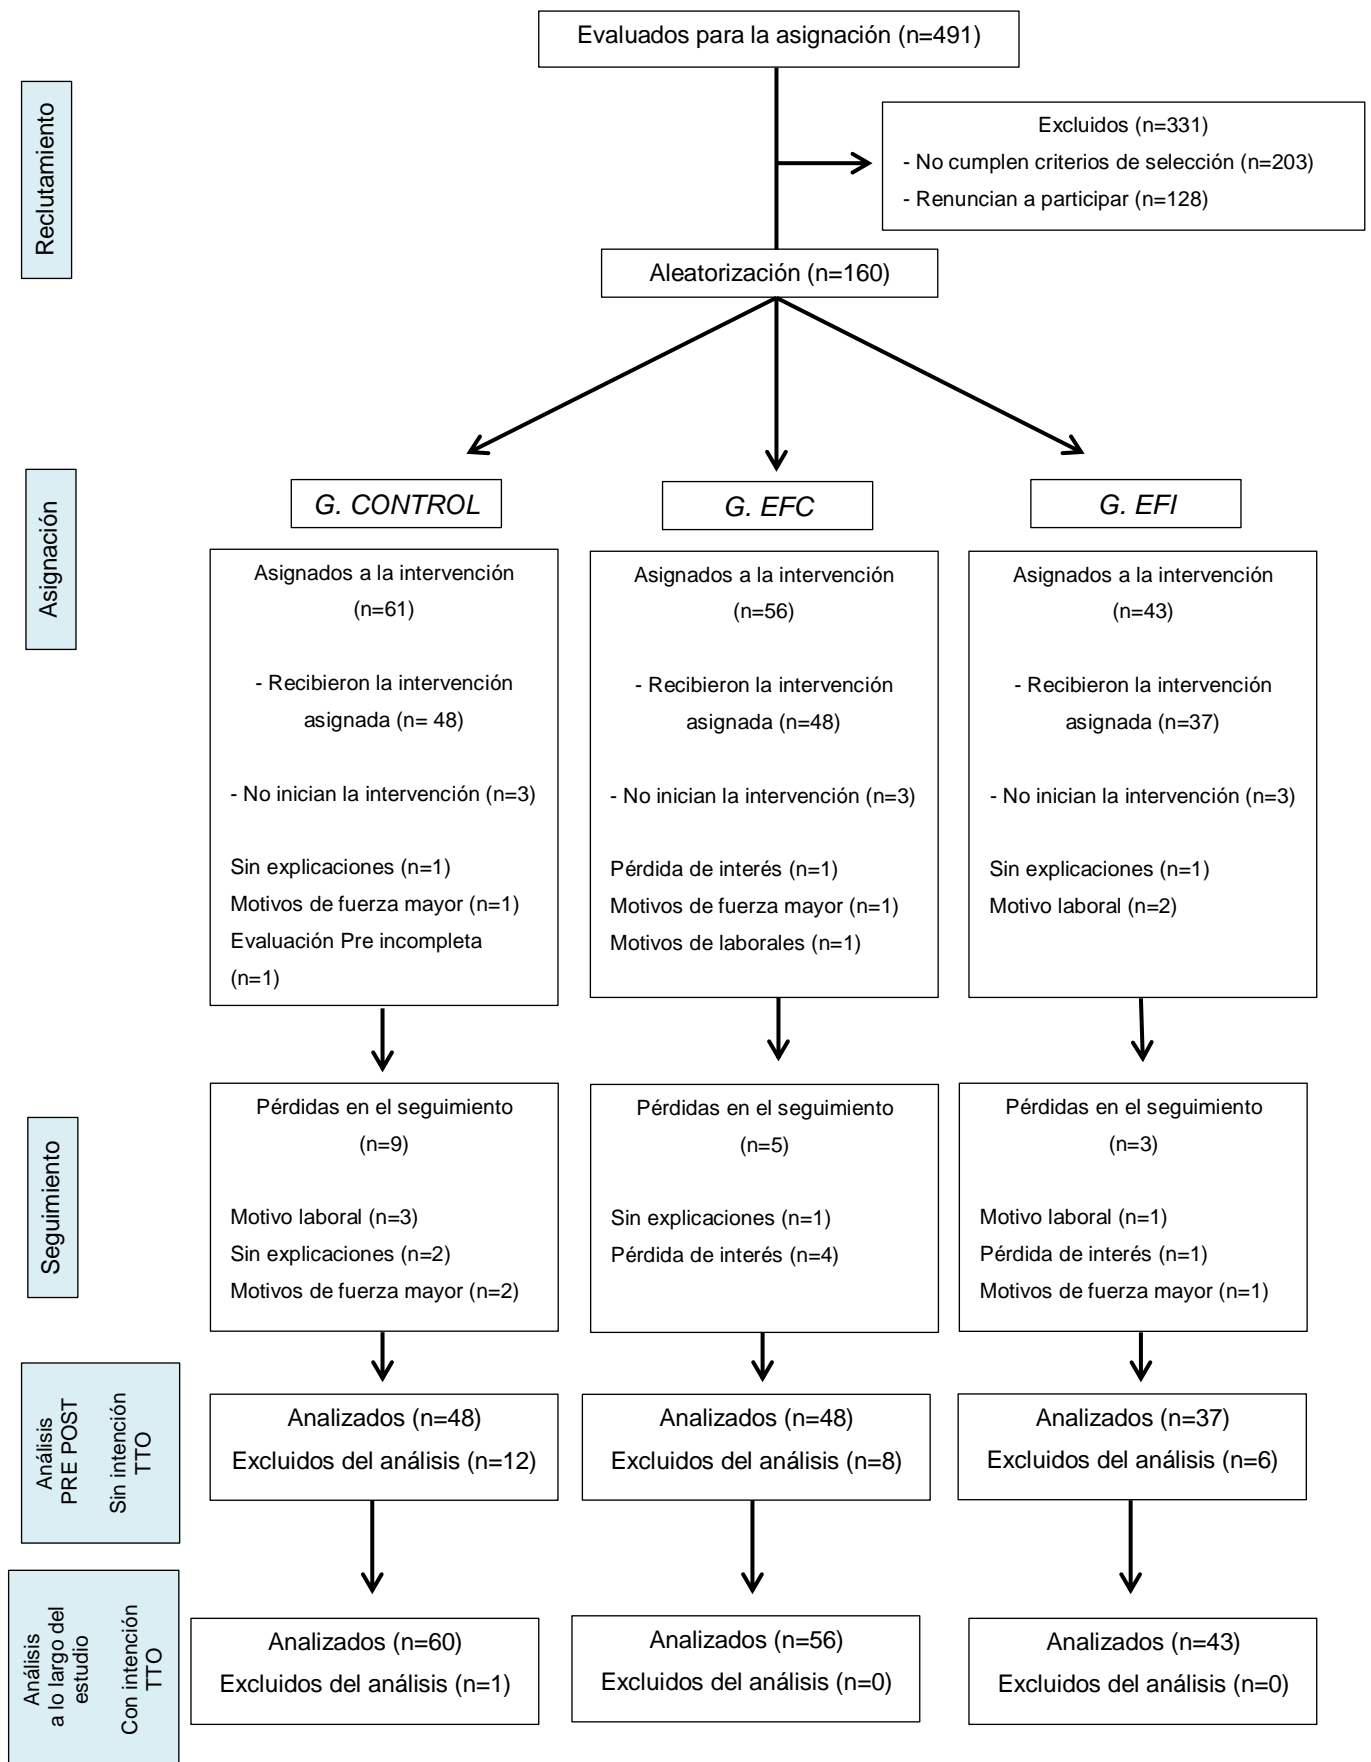 Evaluados para la asignación (n=491)
Reclutamiento
Excluidos (n=331)
- No cumplen criterios de selección (n=203)
- Renuncian a participar (n=128)
Aleatorización (n=160)
Asignación
G. CONTROL
Asignados a la intervención
(n=61)
- Recibieron la intervención
asignada (n= 48)
- No inician la intervención (n=3)
Sin explicaciones (n=1)
Motivos de fuerza mayor (n=1)
Evaluación Pre incompleta
(n=1)
G. EFC
Asignados a la intervención
(n=56)
- Recibieron la intervención
asignada (n=48)
- No inician la intervención (n=3)
Pérdida de interés (n=1)
Motivos de fuerza mayor (n=1)
Motivos de laborales (n=1)
G. EFI
Asignados a la intervención
(n=43)
- Recibieron la intervención
asignada (n=37)
- No inician la intervención (n=3)
Sin explicaciones (n=1)
Motivo laboral (n=2)
Seguimiento
Pérdidas en el seguimiento
(n=9)
Motivo laboral (n=3)
Sin explicaciones (n=2)
Motivos de fuerza mayor (n=2)
Pérdidas en el seguimiento
(n=5)
Sin explicaciones (n=1)
Pérdida de interés (n=4)
Pérdidas en el seguimiento
(n=3)
Motivo laboral (n=1)
Pérdida de interés (n=1)
Motivos de fuerza mayor (n=1)
Análisis
PRE POST
Sin intención
TTO
Analizados (n=48)
Excluidos del análisis (n=12)
Analizados (n=48)
Excluidos del análisis (n=8)
Analizados (n=37)
Excluidos del análisis (n=6)
Análisis
a lo largo del
estudio
Con intención
TTO
Analizados (n=60)
Excluidos del análisis (n=1)
Analizados (n=56)
Excluidos del análisis (n=0)
Analizados (n=43)
Excluidos del análisis (n=0)